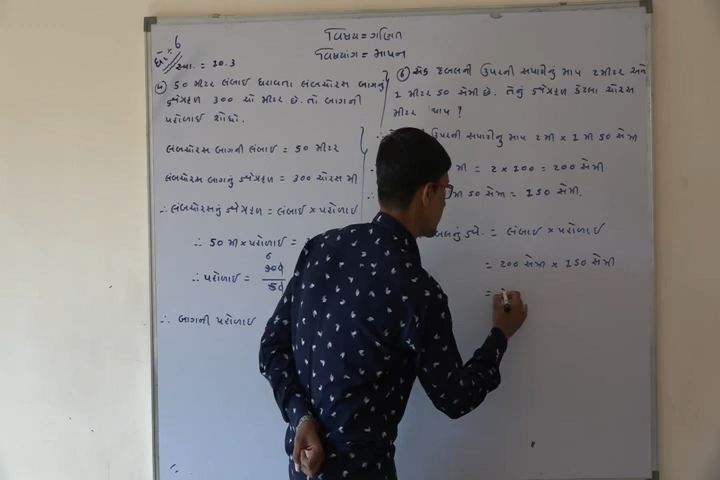 વિષય = ગણિત
વિષયાંગ = માપન
ધો. 6
સ્વા. = 20.3
50 મીટર લંબાઈ ધરાવતા લંબચોરસ બાગનું
ક્ષેત્રફળ 300 ચો મીટર છે. તો બાગની
પહોળાઈ શોધો.
લંબચોરસ બાગની લંબાઈ = 50 મીટર
લંબચોરસ બાગનું ક્ષેત્રફળ = 300 ચોરસ મી
∴ લંબચોરસનું ક્ષેત્રફળ = લંબાઈ × પહોળાઈ
∴ 50 મી × પહોળાઈ =
6
∴ પહોળાઈ = 300 / 50
∴ બાગની પહોળાઈ
એક ટેબલની ઉપરની સપાટીનું માપ 2 મીટર અને
1 મીટર 50 સેમી છે. તેનું ક્ષેત્રફળ કેટલા ચોરસ
મીટર થાય ?
ઉપરની સપાટીનું માપ 2 મી × 1 મી 50 સેમી
મી. = 2 × 100 = 200 સેમી
મી 50 સેમી = 150 સેમી.
ક્ષે. = લંબાઈ × પહોળાઈ
= 200 સેમી × 150 સેમી
=